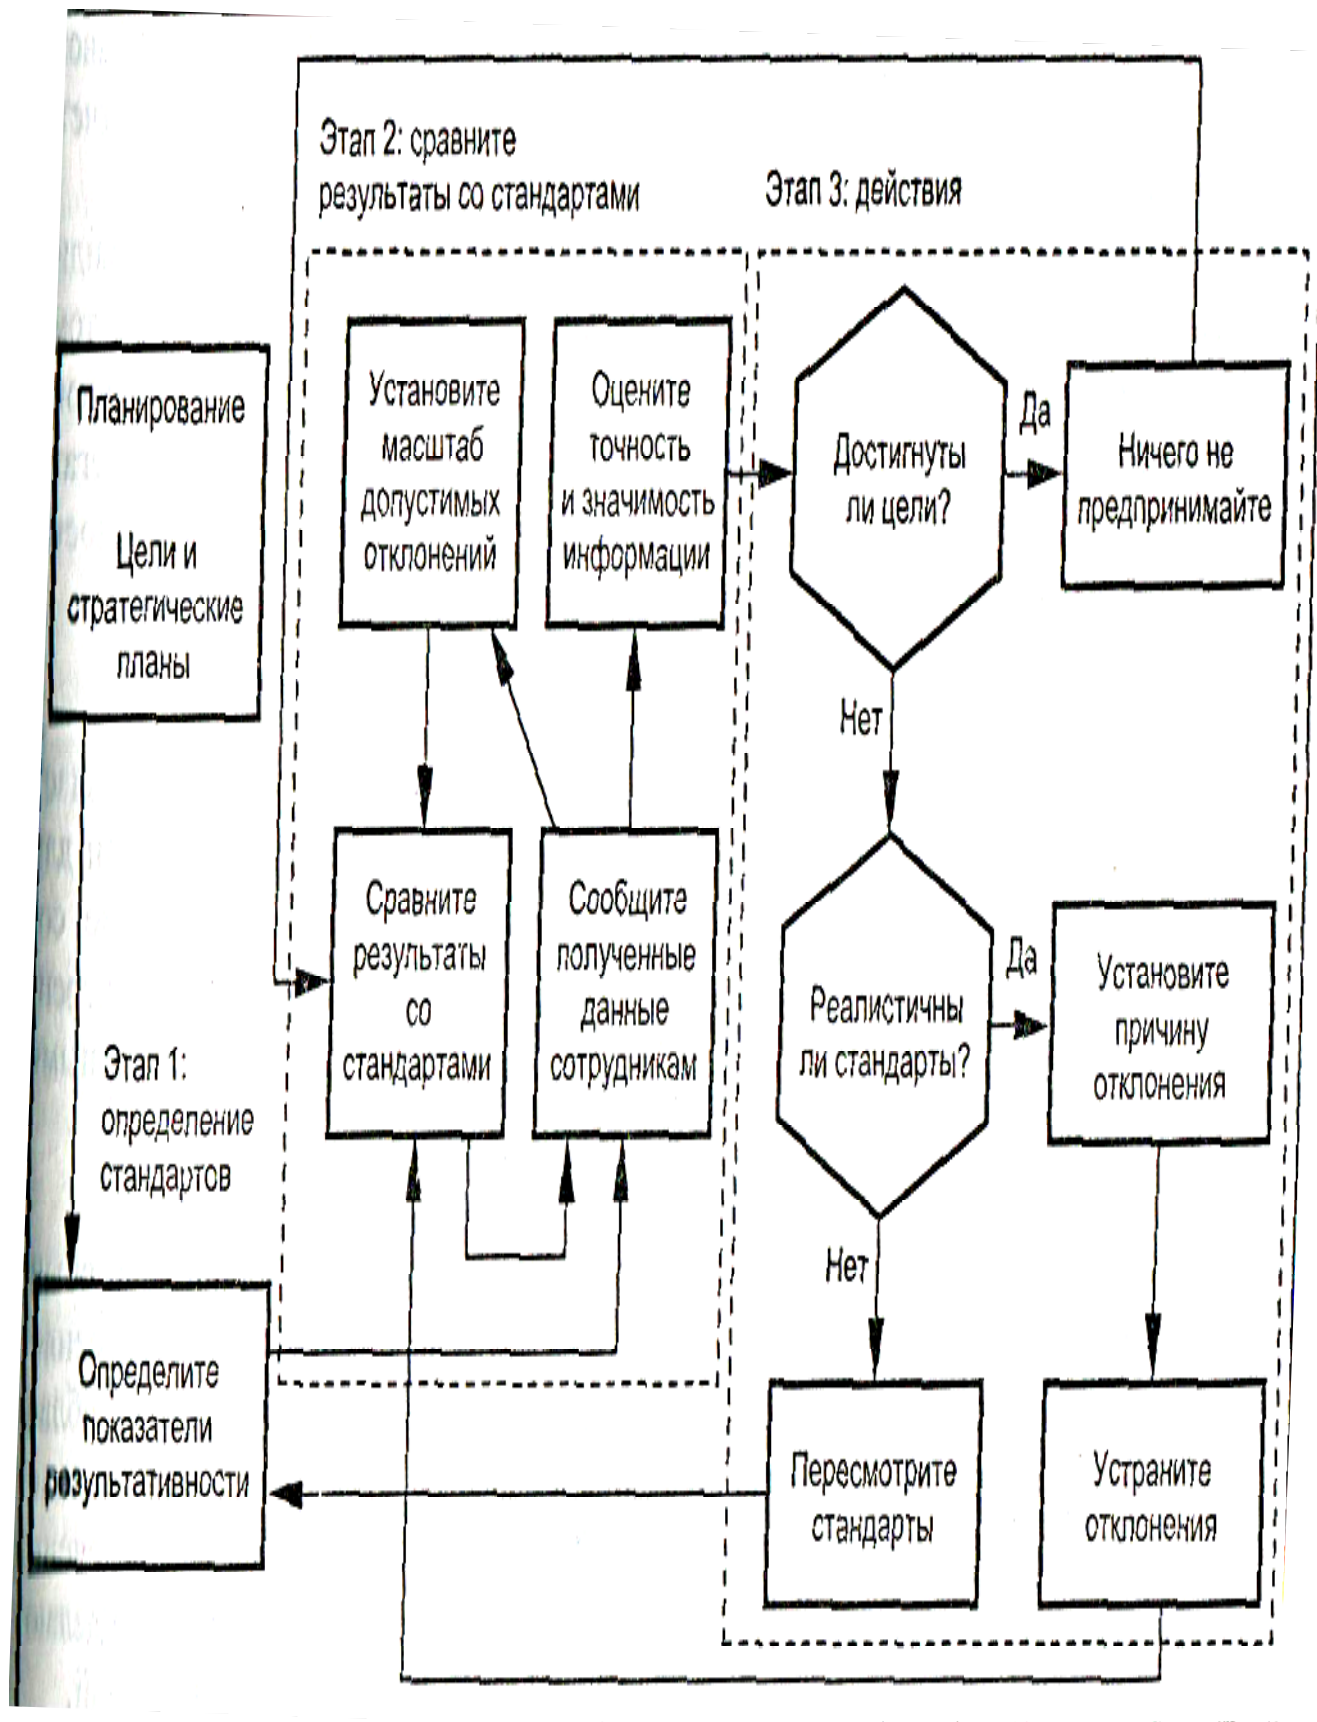 Этап 2: сравните
результаты со стандартами
Этап 3: действия
Планирование
Цели и
стратегические
планы
Установите
масштаб
допустимых
отклонений
Оцените
точность
и значимость
информации
Достигнуты
ли цели?
Да
Ничего не
предпринимайте
Нет
Сравните
результаты
со
стандартами
Сообщите
полученные
данные
сотрудникам
Реалистичны
ли стандарты?
Да
Установите
причину
отклонения
Этап 1:
определение
стандартов
Нет
Определите
показатели
результативности
Пересмотрите
стандарты
Устраните
отклонения